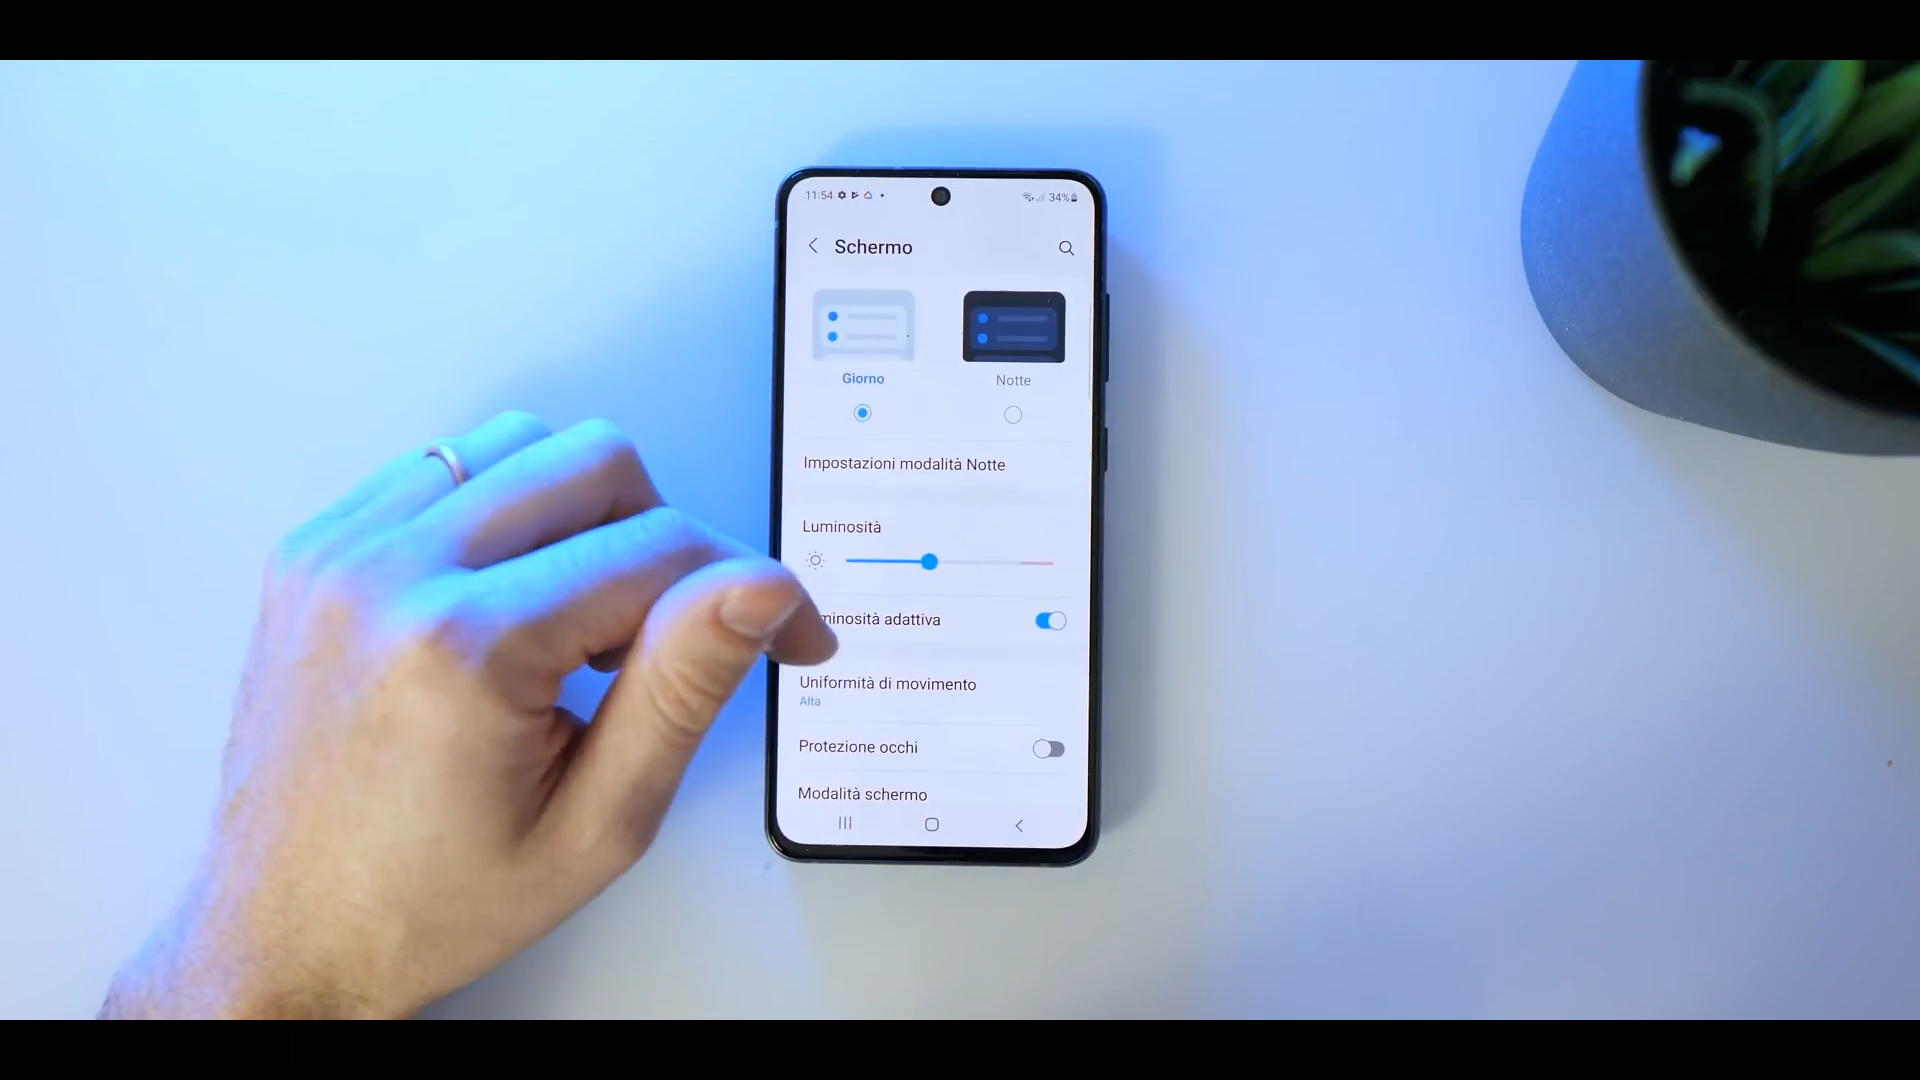 11:54 34%
Schermo
Giorno Notte
Impostazioni modalità Notte
Luminosità
minosità adattiva
Uniformità di movimento
Alta
Protezione occhi
Modalità schermo